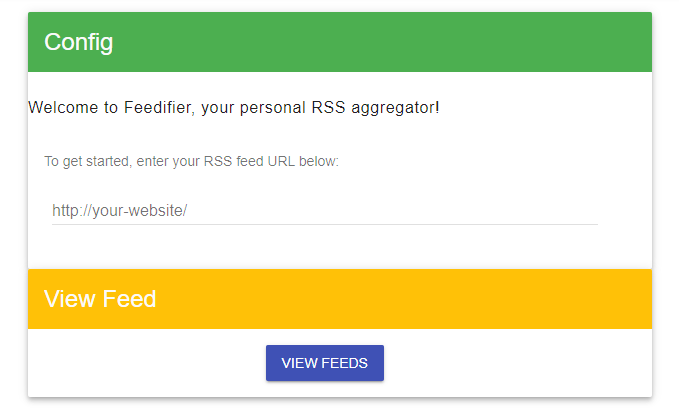 Config
Welcome to Feedifier, your personal RSS aggregator!
To get started, enter your RSS feed URL below:
http://your-website/
View Feed
VIEW FEEDS